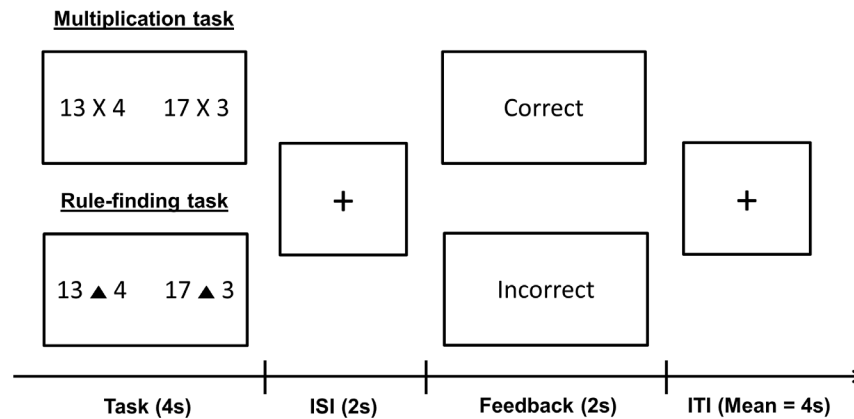 Multiplication task
13 X 4 17 X 3
Correct
+
+
Rule-finding task
13 ▲ 4 17 ▲ 3
Incorrect
Task (4s) ISI (2s) Feedback (2s) ITI (Mean = 4s)